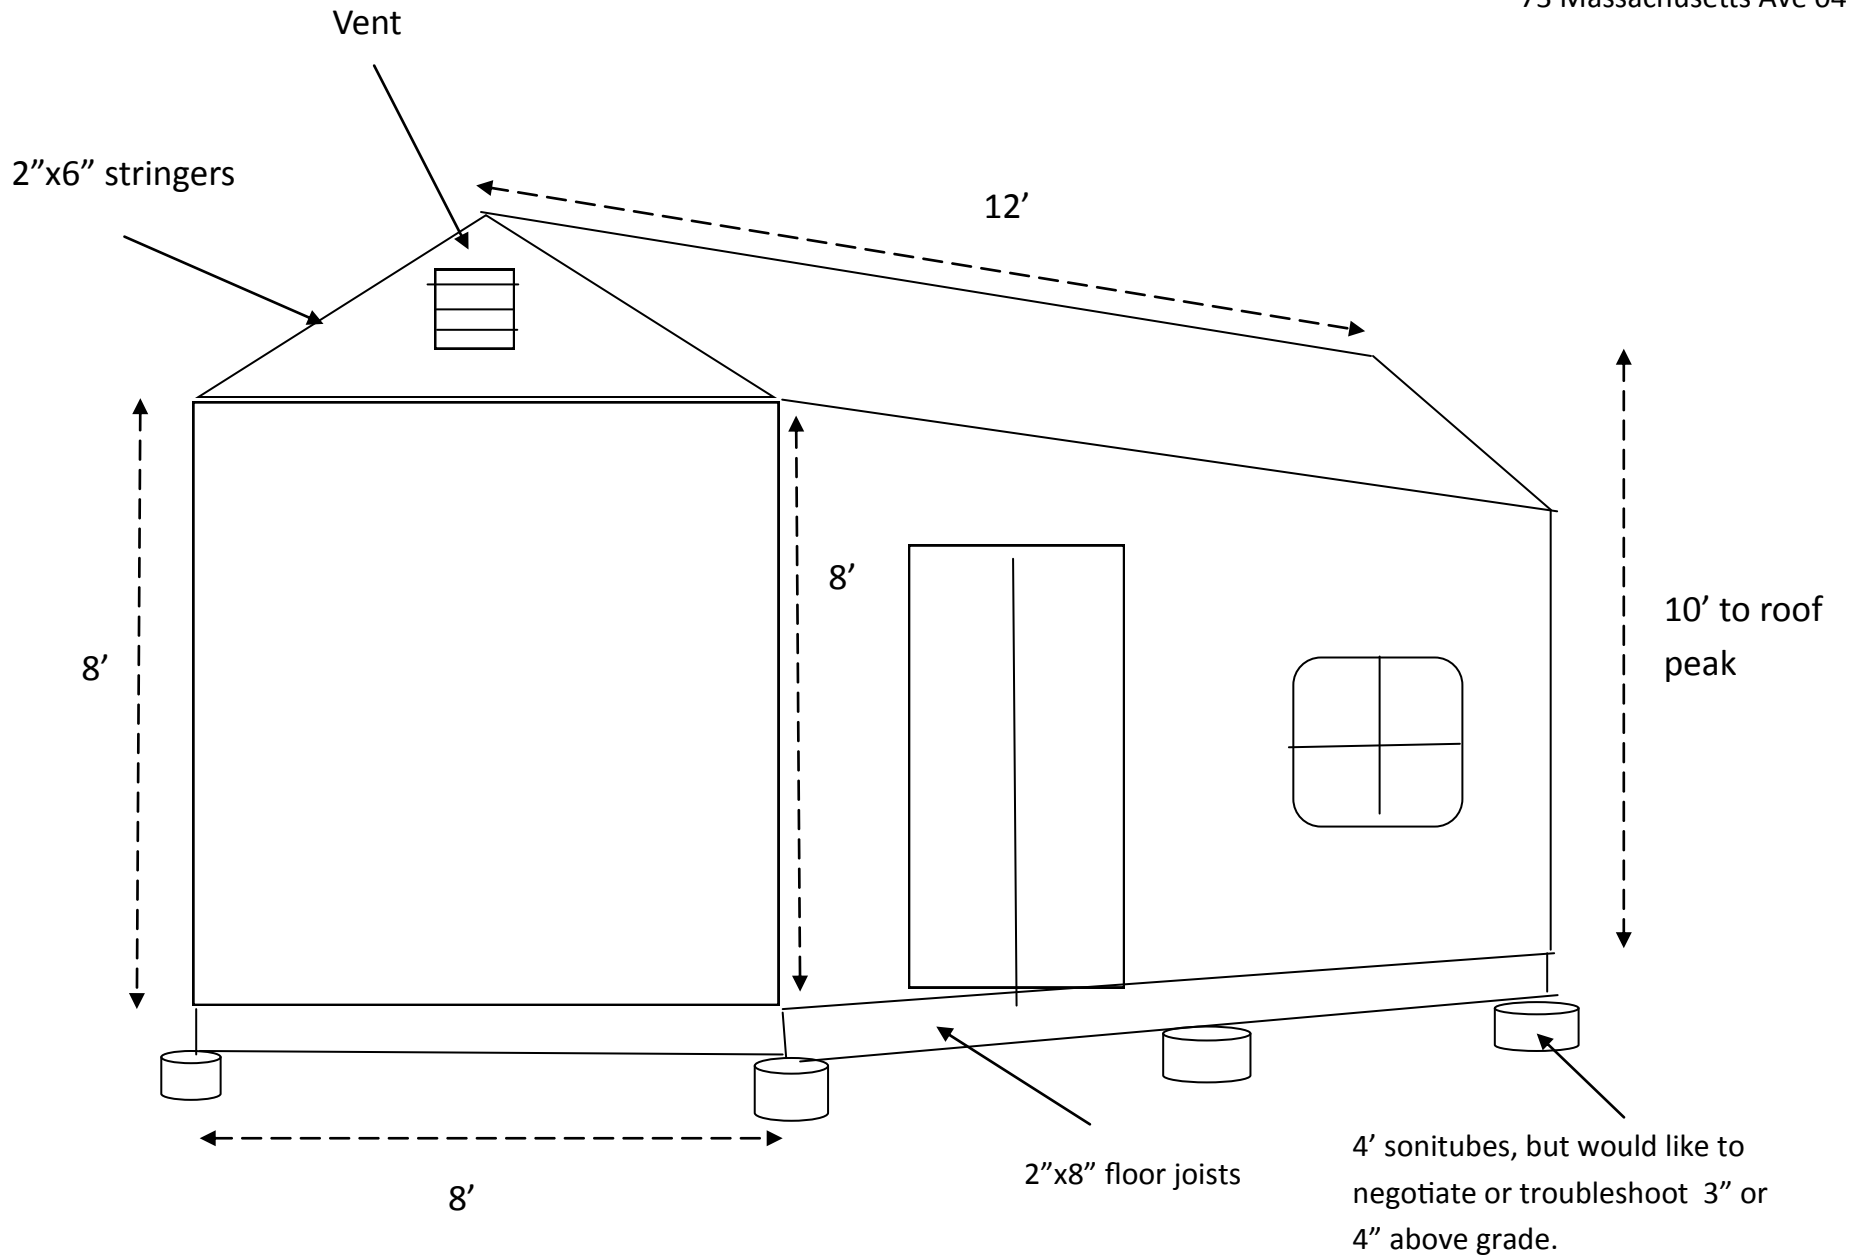 Vent
2”x6” stringers
12’
8’
8’
10’ to roof
peak
8’
2”x8” floor joists
4’ sonitubes, but would like to
negotiate or troubleshoot 3” or
4” above grade.